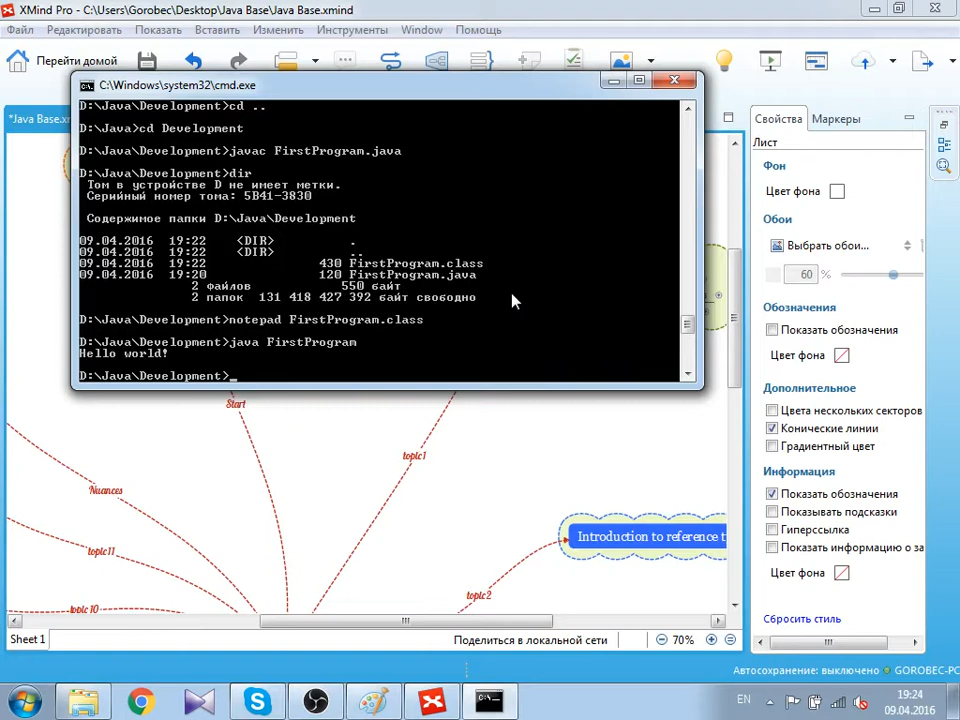 XMind Pro - C:\Users\Gorobec\Desktop\Java Base\Java Base.xmind
Файл Редактировать Показать Вставить Изменить Инструменты Window Помощь
Перейти домой
C:\Windows\system32\cmd.exe
D:\Java\Development>cd ..
D:\Java>cd Development
D:\Java\Development>javac FirstProgram.java
D:\Java\Development>dir
Том в устройстве D не имеет метки.
Серийный номер тома: 5B41-3830
Содержимое папки D:\Java\Development
09.04.2016 19:22 <DIR> .
09.04.2016 19:22 <DIR> ..
09.04.2016 19:22 430 FirstProgram.class
09.04.2016 19:20 120 FirstProgram.java
2 файлов 550 байт
2 папок 131 418 427 392 байт свободно
D:\Java\Development>notepad FirstProgram.class
D:\Java\Development>java FirstProgram
Hello world!
D:\Java\Development>_
*Java Base.x
Start
topic1
Nuances
topic11
topic10
topic2
Introduction to reference t
Свойства Маркеры
Лист
Фон
Цвет фона
Обои
Выбрать обои...
60 %
Обозначения
Показать обозначения
Цвет фона
Дополнительное
Цвета нескольких секторов
Конические линии
Градиентный цвет
Информация
Показать обозначения
Показывать подсказки
Гиперссылка
Показать информацию о за
Цвет фона
Сбросить стиль
Sheet 1
Поделиться в локальной сети
70%
Автосохранение: выключено
GOROBEC-PC
EN
19:24
09.04.2016